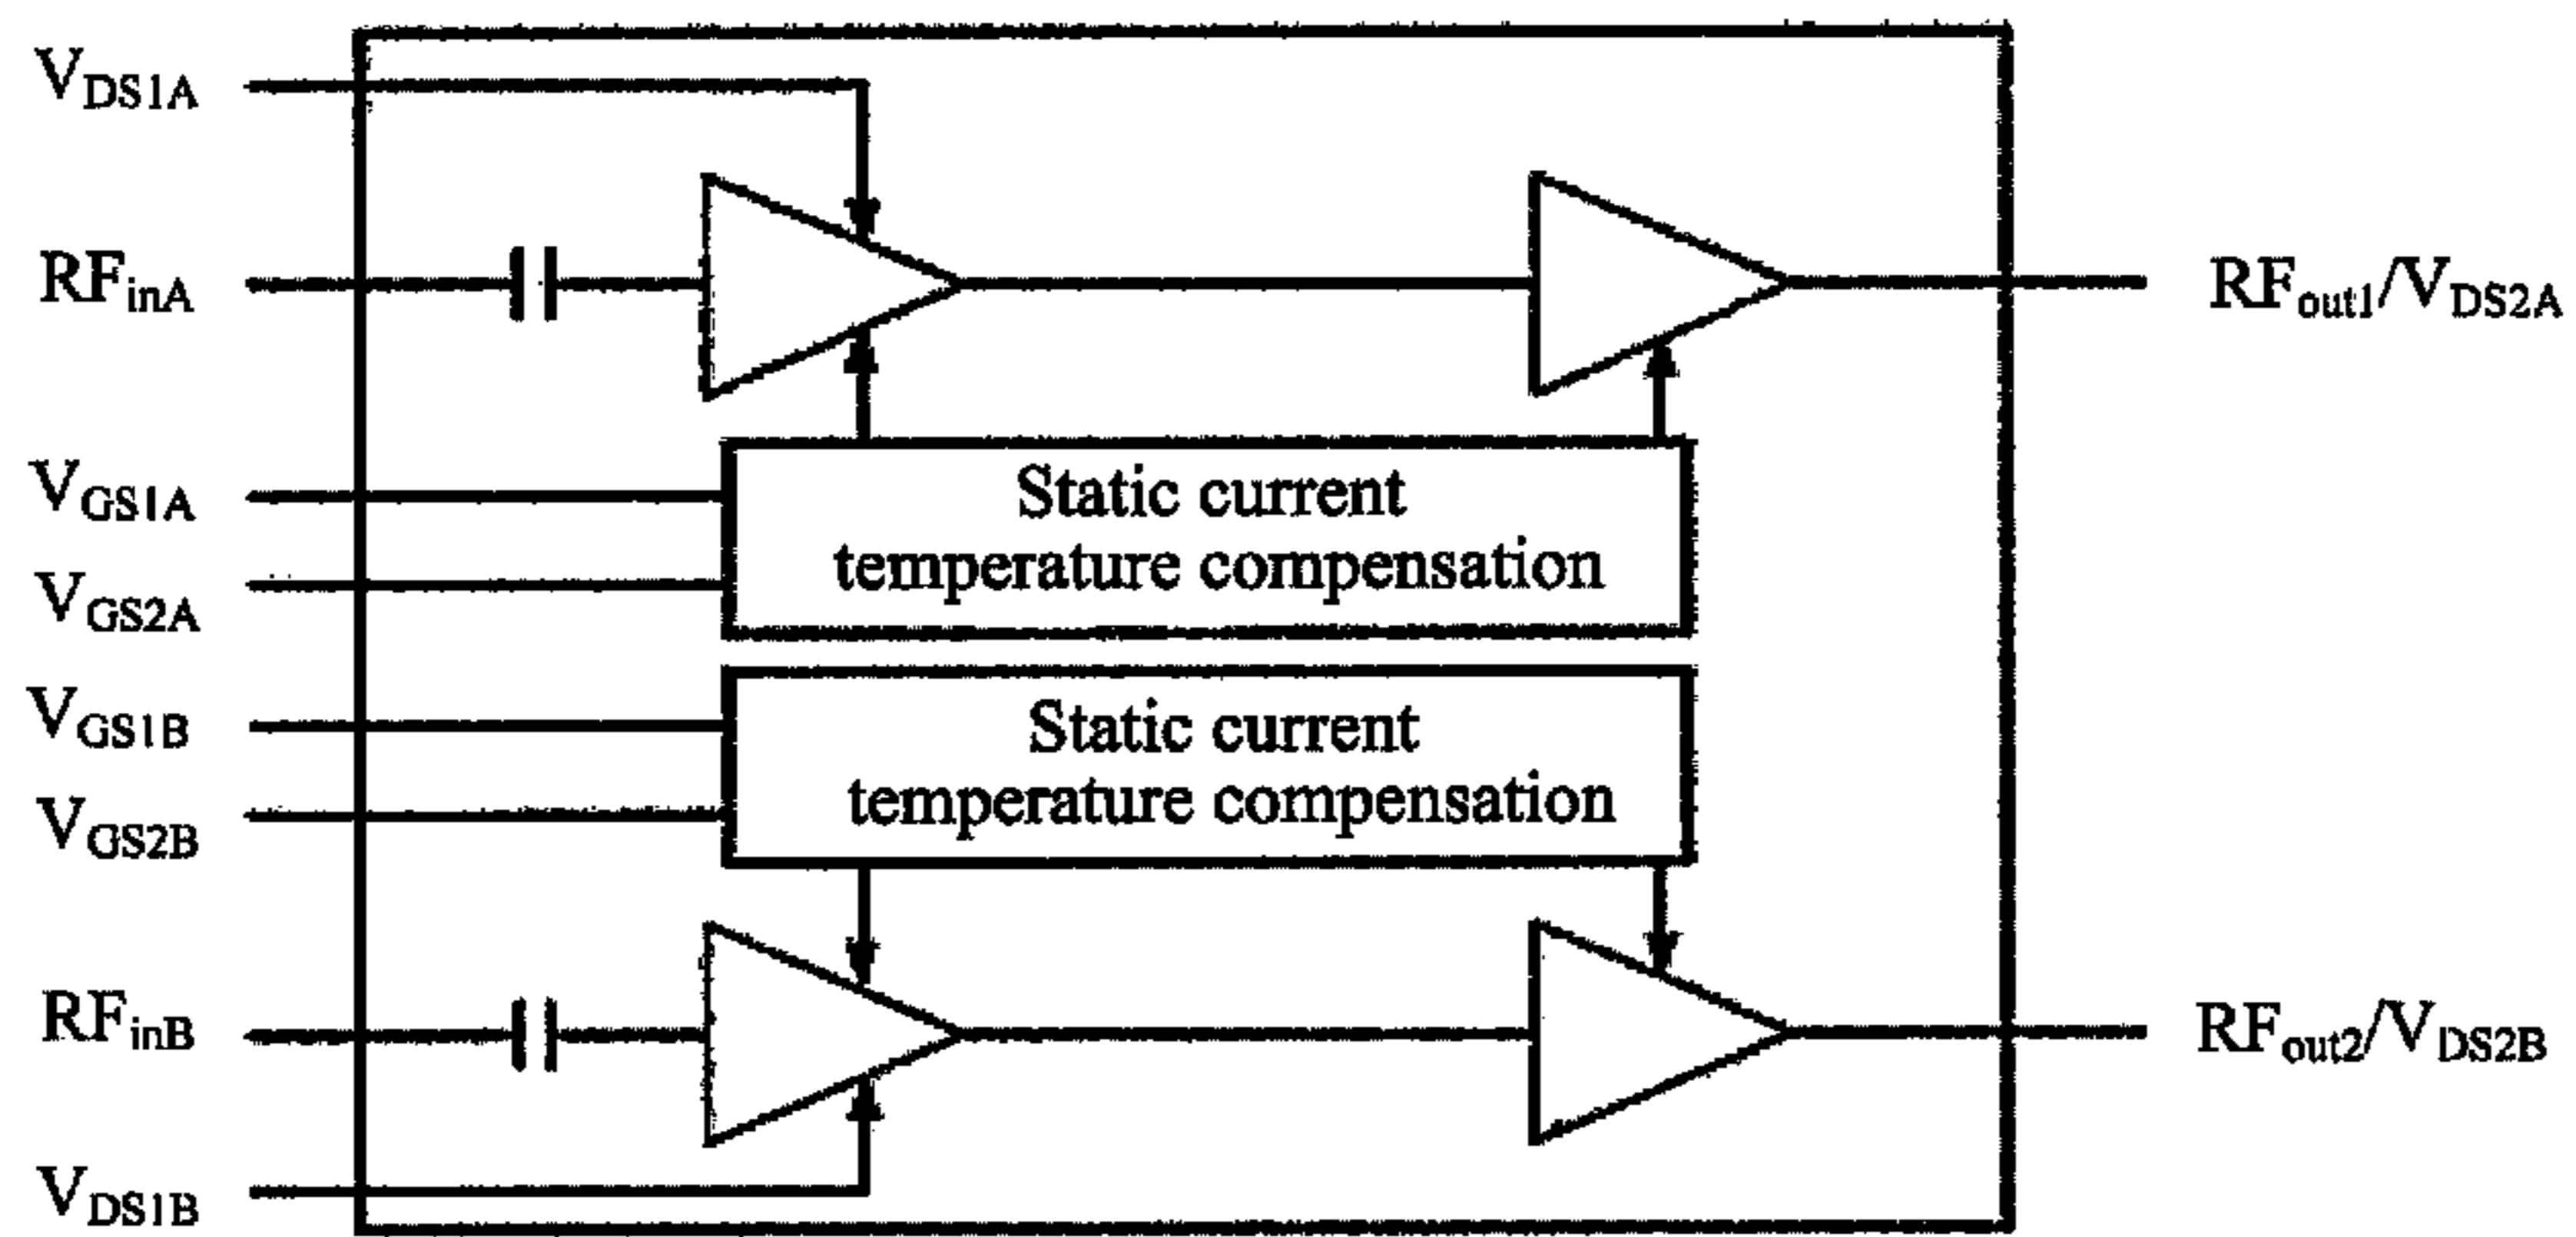 VDS1A
RFinA
RFout1/VDS2A
VGS1A
Static current
temperature compensation
VGS2A
VGS1B
Static current
temperature compensation
VGS2B
RFinB
RFout2/VDS2B
VDS1B